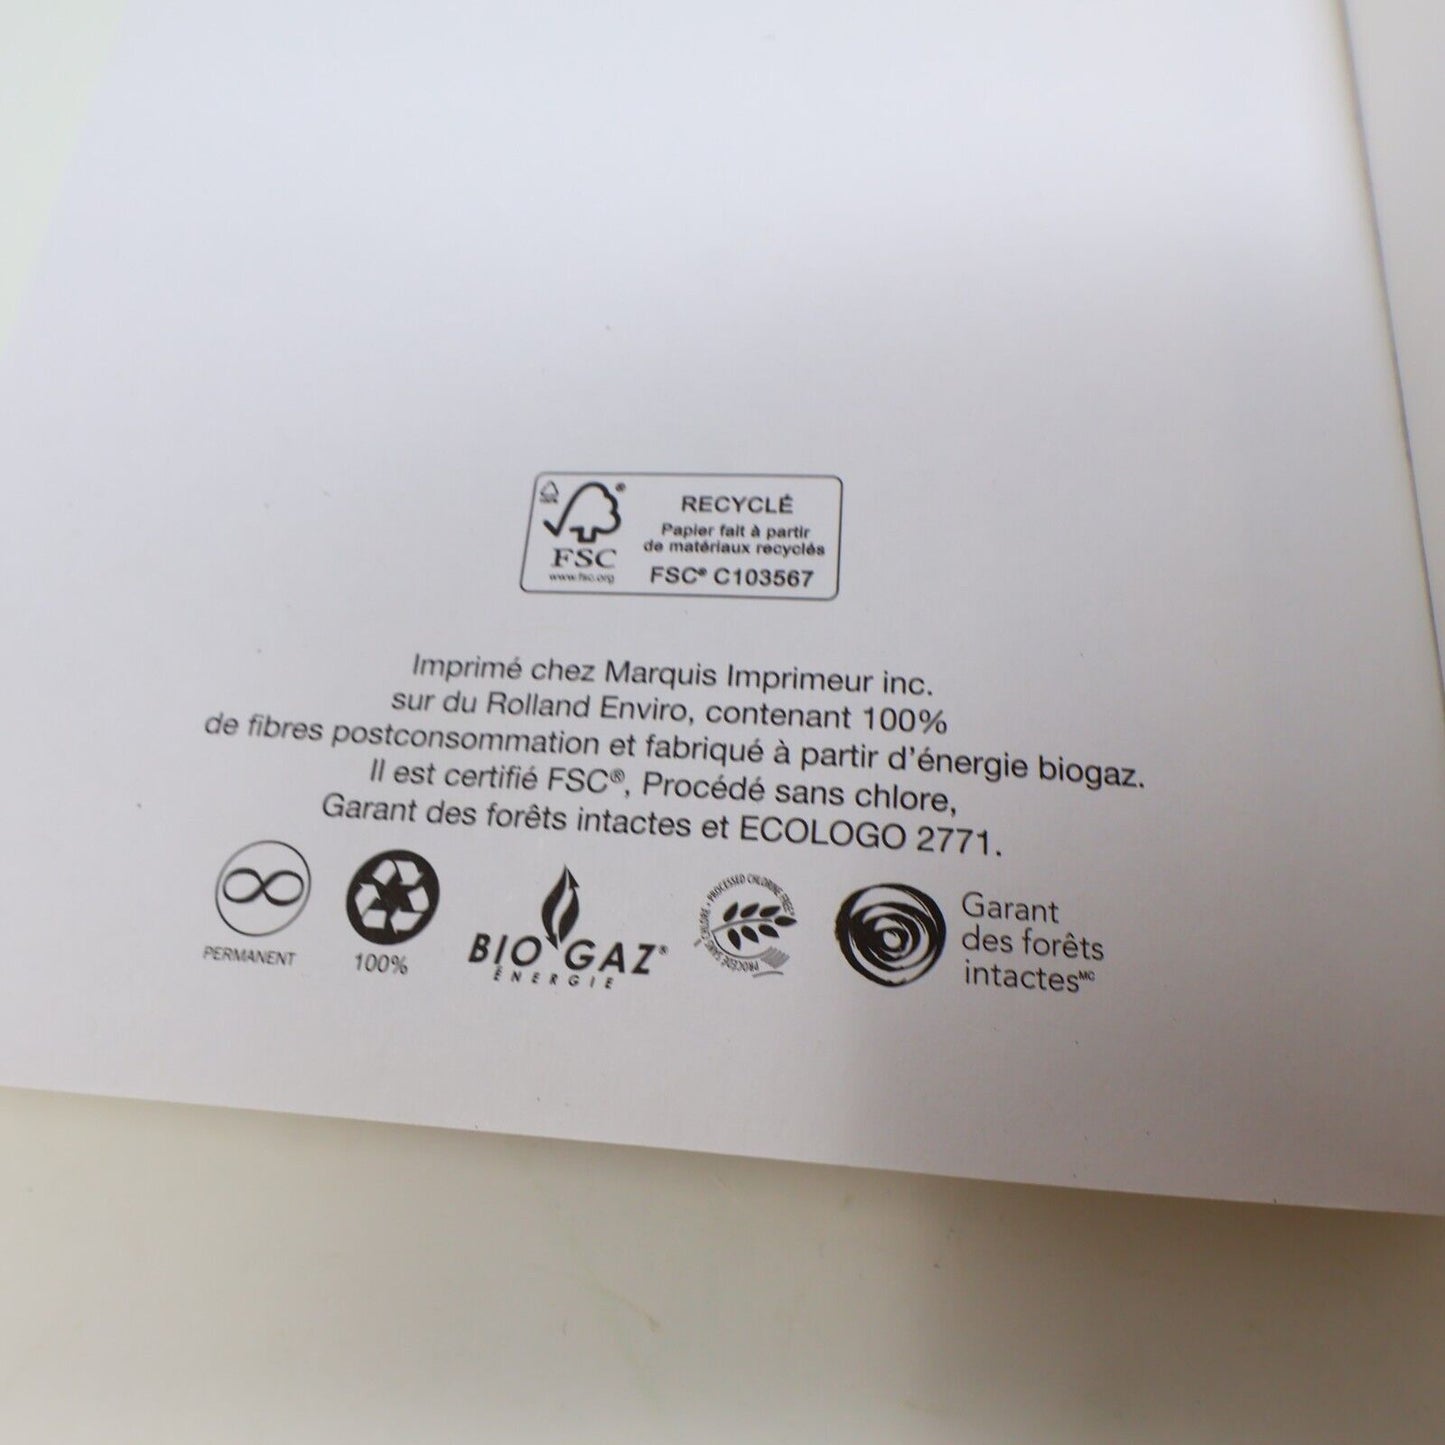 RECYCLÉ
Papier fait à partir
de matériaux recyclés
FSC® C103567
FSC
www.fsc.org
Imprimé chez Marquis Imprimeur inc.
sur du Rolland Enviro, contenant 100%
de fibres postconsommation et fabriqué à partir d'énergie biogaz.
Il est certifié FSC®, Procédé sans chlore,
Garant des forêts intactes et ECOLOGO 2771.
PERMANENT
100%
BIO GAZ®
ÉNERGIE
PROCESSED CHLORINE FREE • PROCÉDÉ SANS CHLORE •
Garant
des forêts
intactesMC